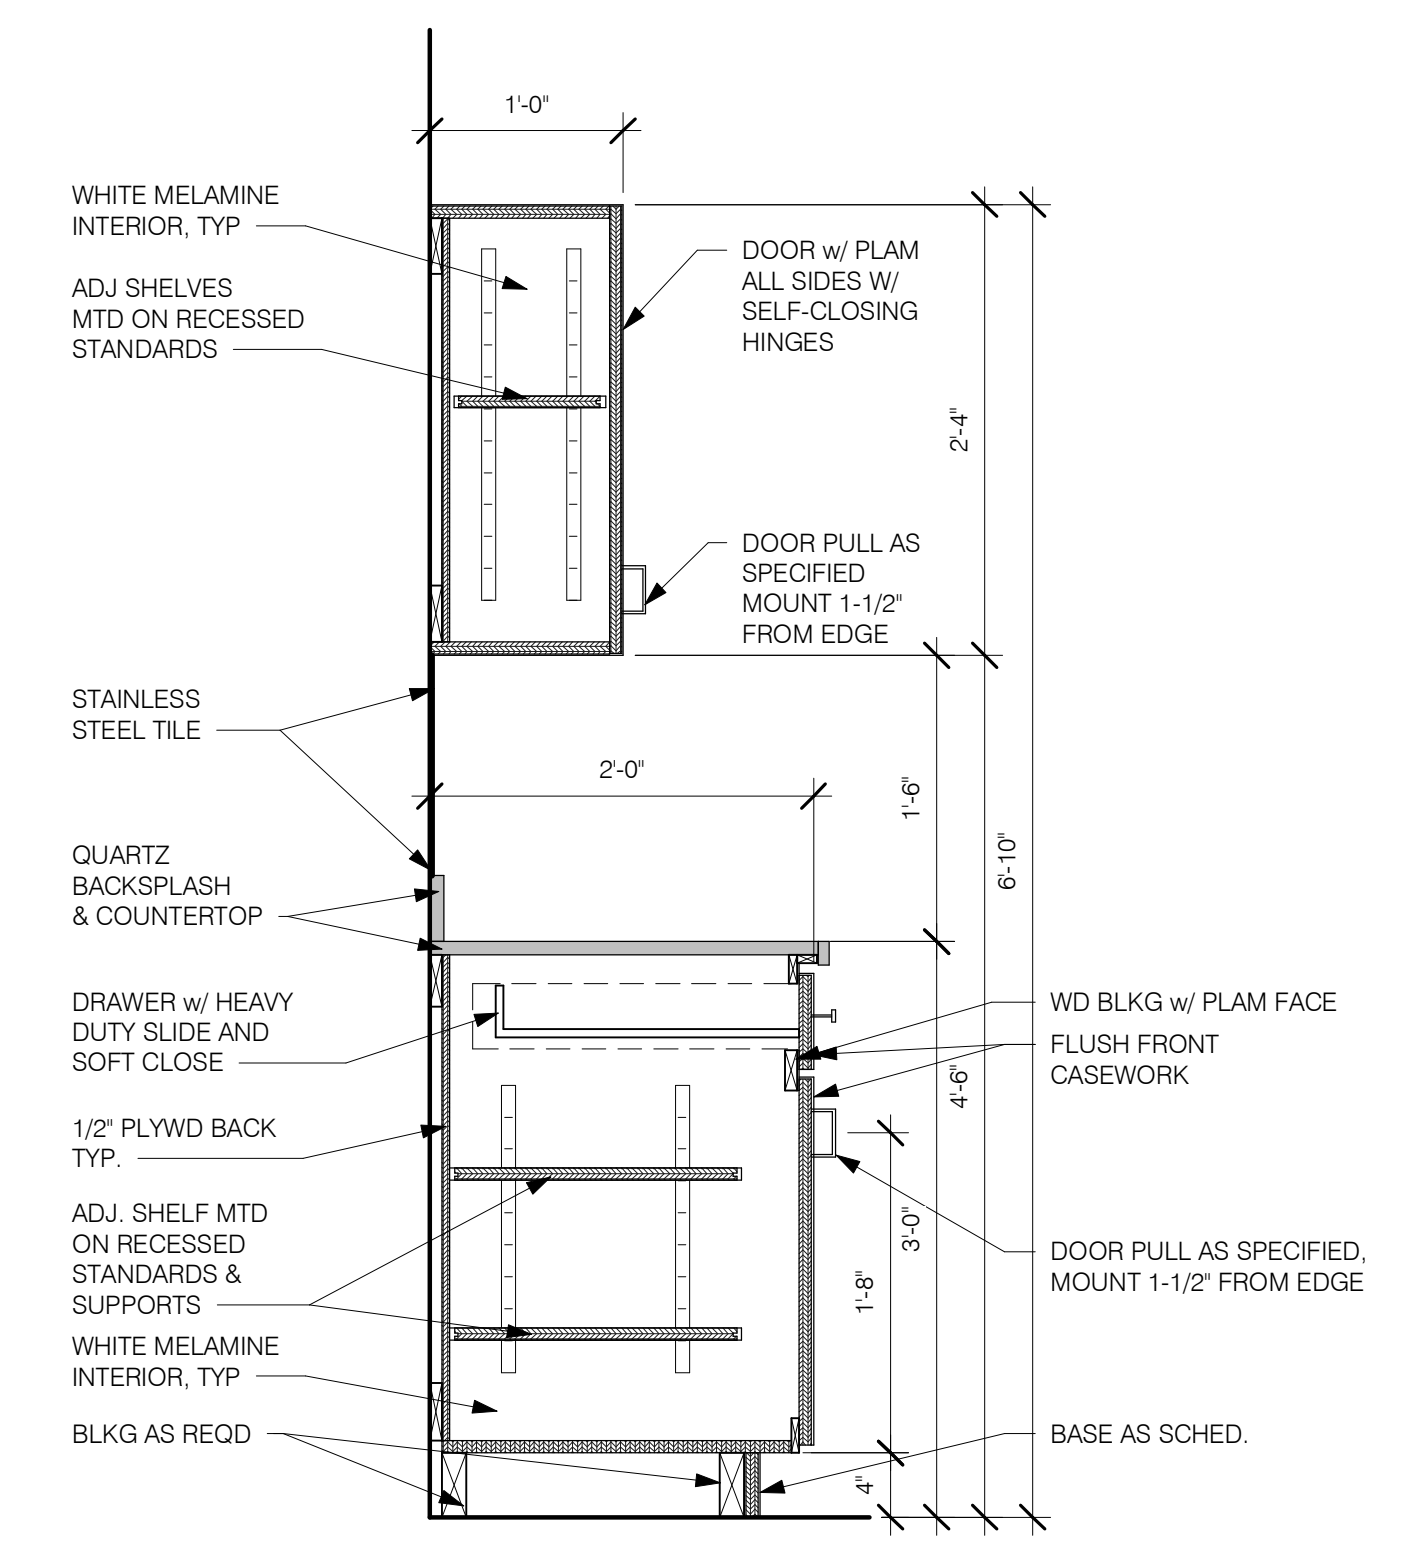 1'-0"
WHITE MELAMINE
INTERIOR, TYP
ADJ SHELVES
MTD ON RECESSED
STANDARDS
DOOR w/ PLAM
ALL SIDES W/
SELF-CLOSING
HINGES
2'-4"
DOOR PULL AS
SPECIFIED
MOUNT 1-1/2"
FROM EDGE
STAINLESS
STEEL TILE
2'-0"
1'-6"
6'-10"
QUARTZ
BACKSPLASH
& COUNTERTOP
DRAWER w/ HEAVY
DUTY SLIDE AND
SOFT CLOSE
WD BLKG w/ PLAM FACE
FLUSH FRONT
CASEWORK
4'-6"
1/2" PLYWD BACK
TYP.
ADJ. SHELF MTD
ON RECESSED
STANDARDS &
SUPPORTS
3'-0"
1'-8"
DOOR PULL AS SPECIFIED,
MOUNT 1-1/2" FROM EDGE
WHITE MELAMINE
INTERIOR, TYP
BLKG AS REQD
BASE AS SCHED.
4"